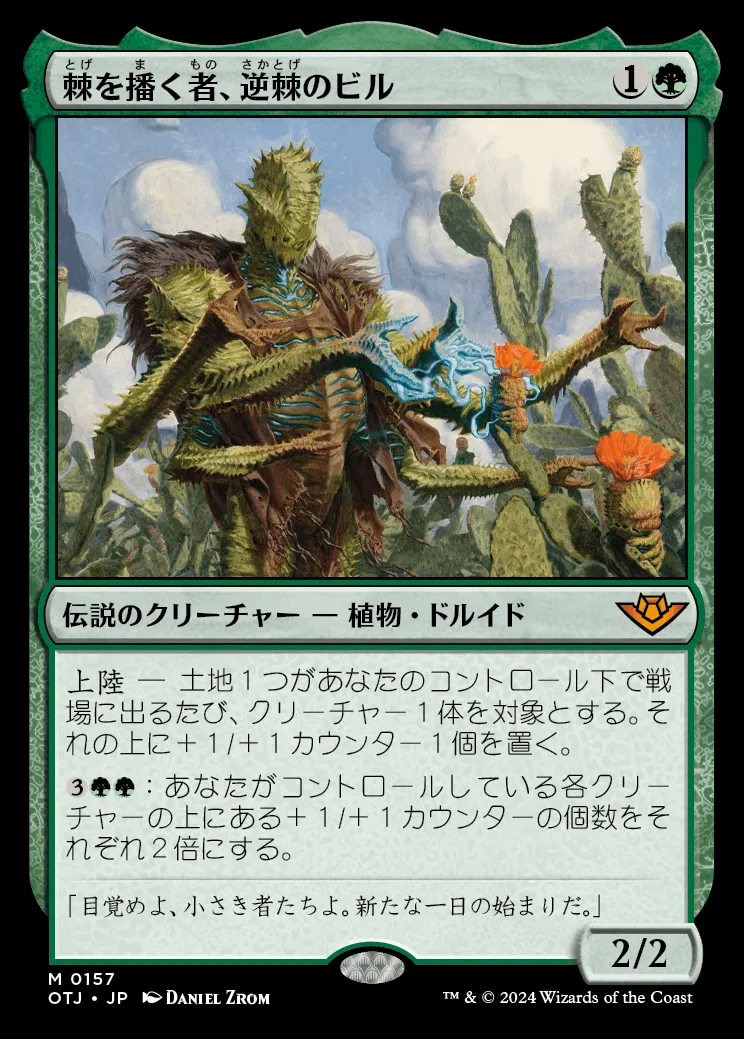 とげ ま もの さかとげ
棘を播く者、逆棘のビル 1
伝説のクリーチャー — 植物・ドルイド
上陸 — 土地１つがあなたのコントロール下で戦
場に出るたび、クリーチャー１体を対象とする。そ
れの上に＋１/＋１カウンター１個を置く。
3：あなたがコントロールしている各クリー
チャーの上にある＋１/＋１カウンターの個数をそ
れぞれ２倍にする。
「目覚めよ、小さき者たちよ。新たな一日の始まりだ。」
2/2
M 0157
OTJ • JP DANIEL ZROM
™ & © 2024 Wizards of the Coast